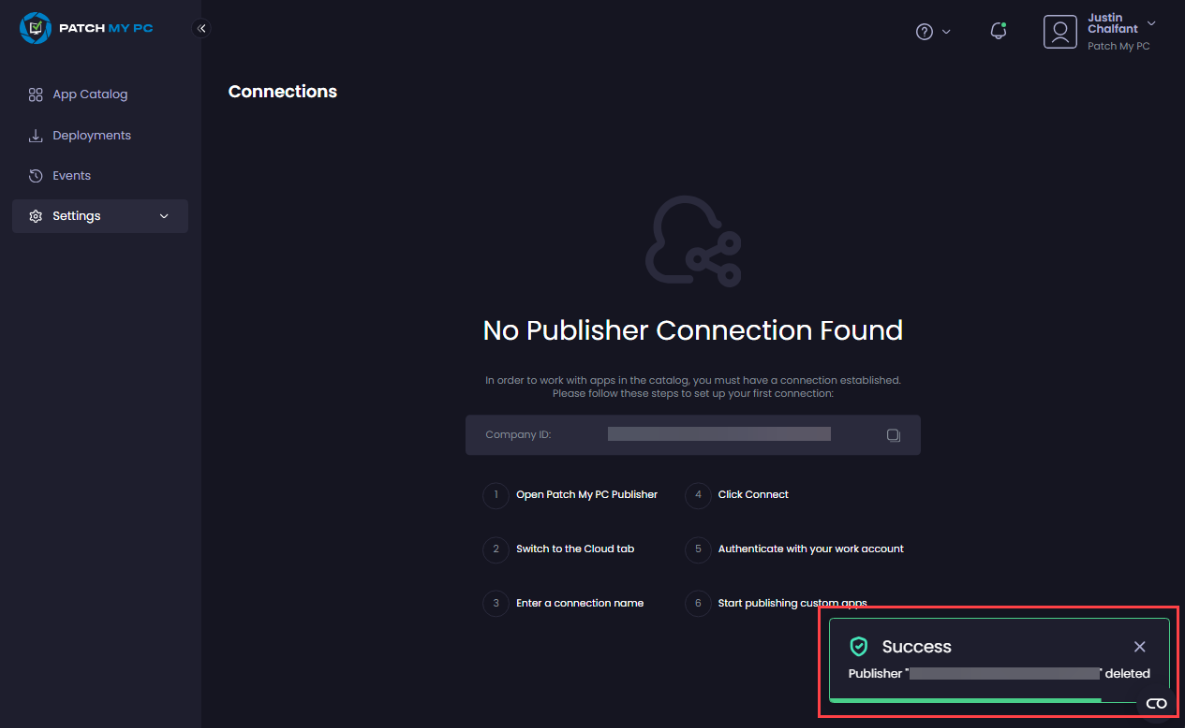 PATCH MY PC
Justin
Chalfant
Patch My PC
App Catalog
Deployments
Events
Settings
Connections
No Publisher Connection Found
In order to work with apps in the catalog, you must have a connection established.
Please follow these steps to set up your first connection:
Company ID:
1 Open Patch My PC Publisher
2 Switch to the Cloud tab
3 Enter a connection name
4 Click Connect
5 Authenticate with your work account
6 Start publishing custom apps
Success
Publisher "" deleted